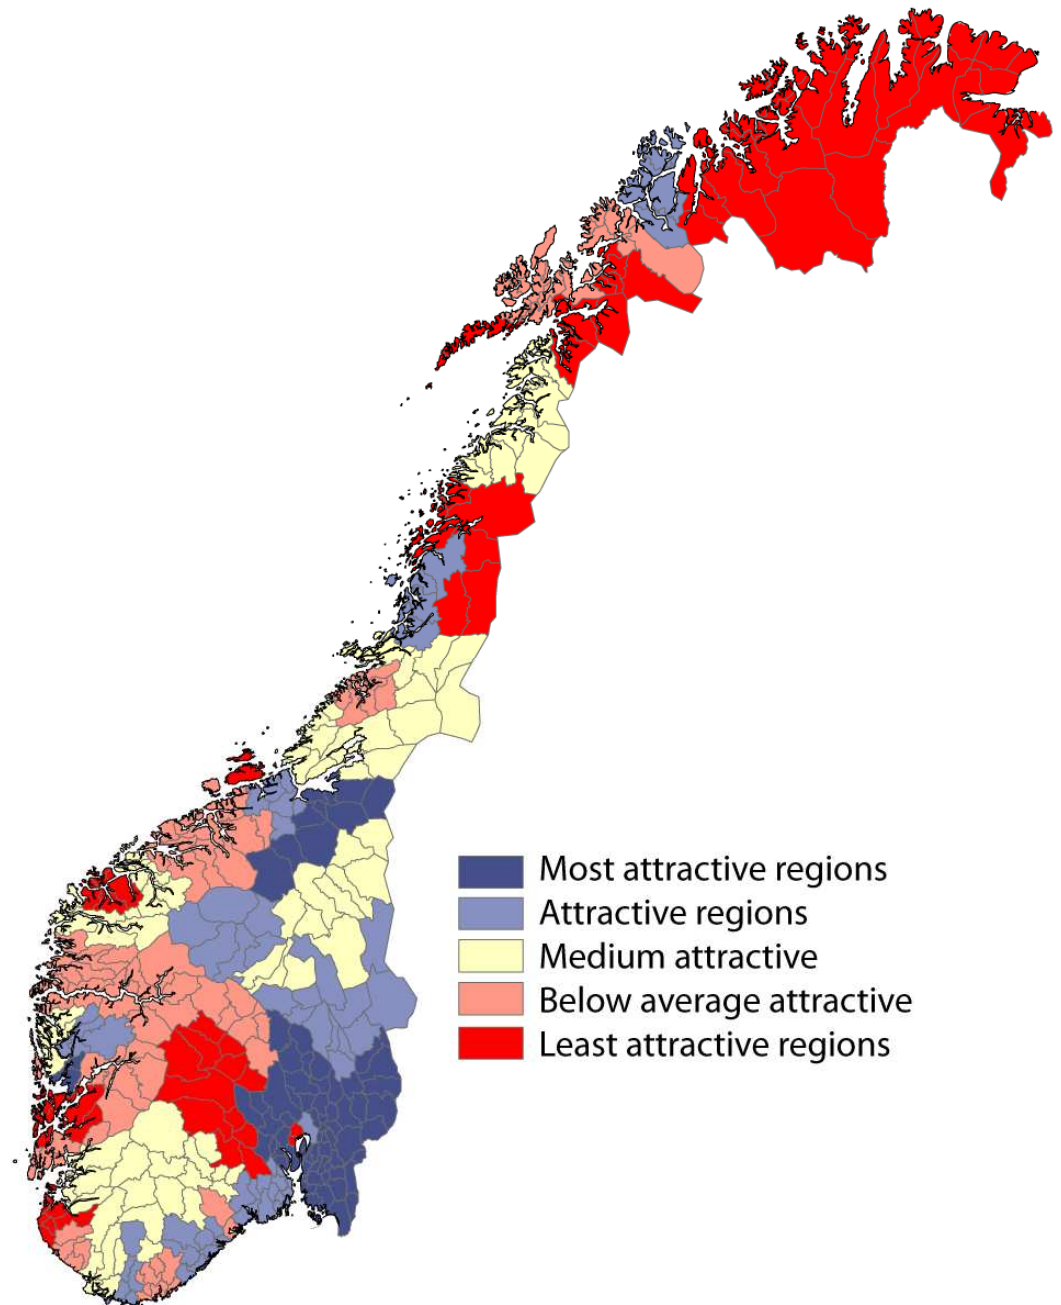 Most attractive regions
Attractive regions
Medium attractive
Below average attractive
Least attractive regions